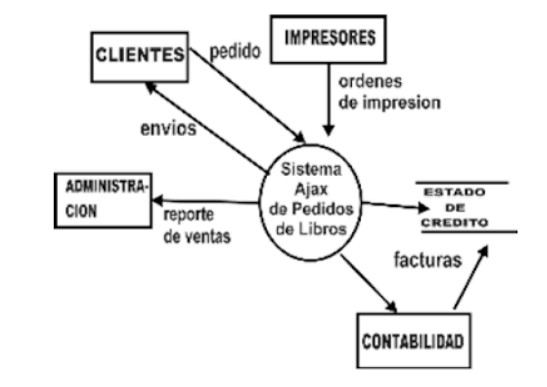 CLIENTES
pedido
IMPRESORES
ordenes
de impresion
envios
Sistema
Ajax
de Pedidos
de Libros
ADMINISTRA-
CION
reporte
de ventas
ESTADO
DE
CREDITO
facturas
CONTABILIDAD